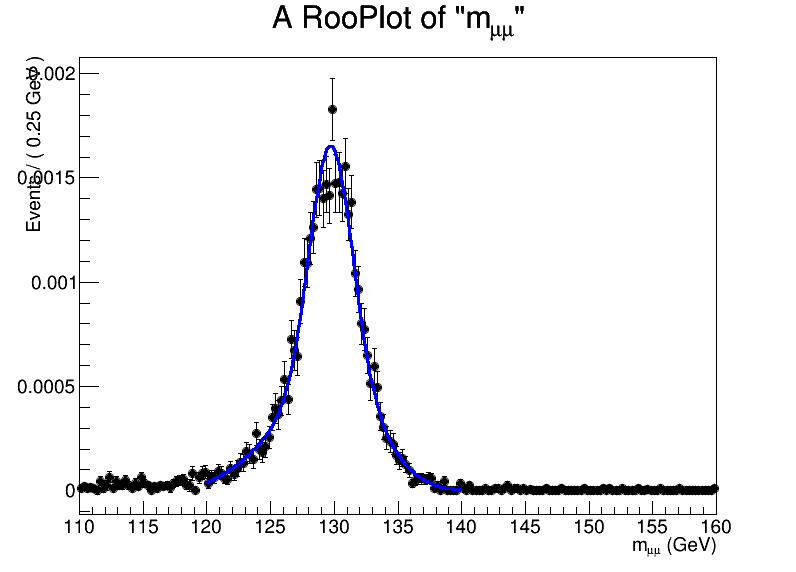 A RooPlot of "mμμ"
Events / ( 0.25 GeV )
0.002
0.0015
0.001
0.0005
0
110 115 120 125 130 135 140 145 150 155 160
mμμ (GeV)